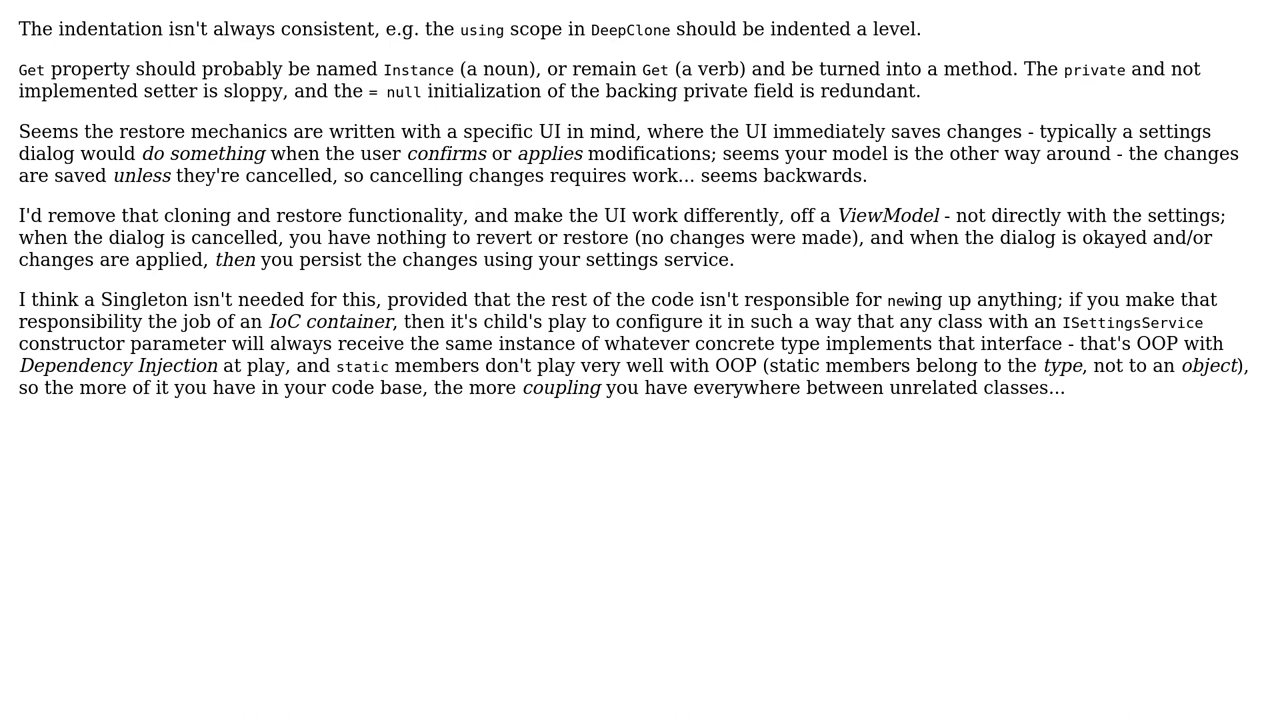 The indentation isn't always consistent, e.g. the using scope in DeepClone should be indented a level.
Get property should probably be named Instance (a noun), or remain Get (a verb) and be turned into a method. The private and not
implemented setter is sloppy, and the = null initialization of the backing private field is redundant.
Seems the restore mechanics are written with a specific UI in mind, where the UI immediately saves changes - typically a settings
dialog would do something when the user confirms or applies modifications; seems your model is the other way around - the changes
are saved unless they're cancelled, so cancelling changes requires work... seems backwards.
I'd remove that cloning and restore functionality, and make the UI work differently, off a ViewModel - not directly with the settings;
when the dialog is cancelled, you have nothing to revert or restore (no changes were made), and when the dialog is okayed and/or
changes are applied, then you persist the changes using your settings service.
I think a Singleton isn't needed for this, provided that the rest of the code isn't responsible for newing up anything; if you make that
responsibility the job of an IoC container, then it's child's play to configure it in such a way that any class with an ISettingsService
constructor parameter will always receive the same instance of whatever concrete type implements that interface - that's OOP with
Dependency Injection at play, and static members don't play very well with OOP (static members belong to the type, not to an object),
so the more of it you have in your code base, the more coupling you have everywhere between unrelated classes...